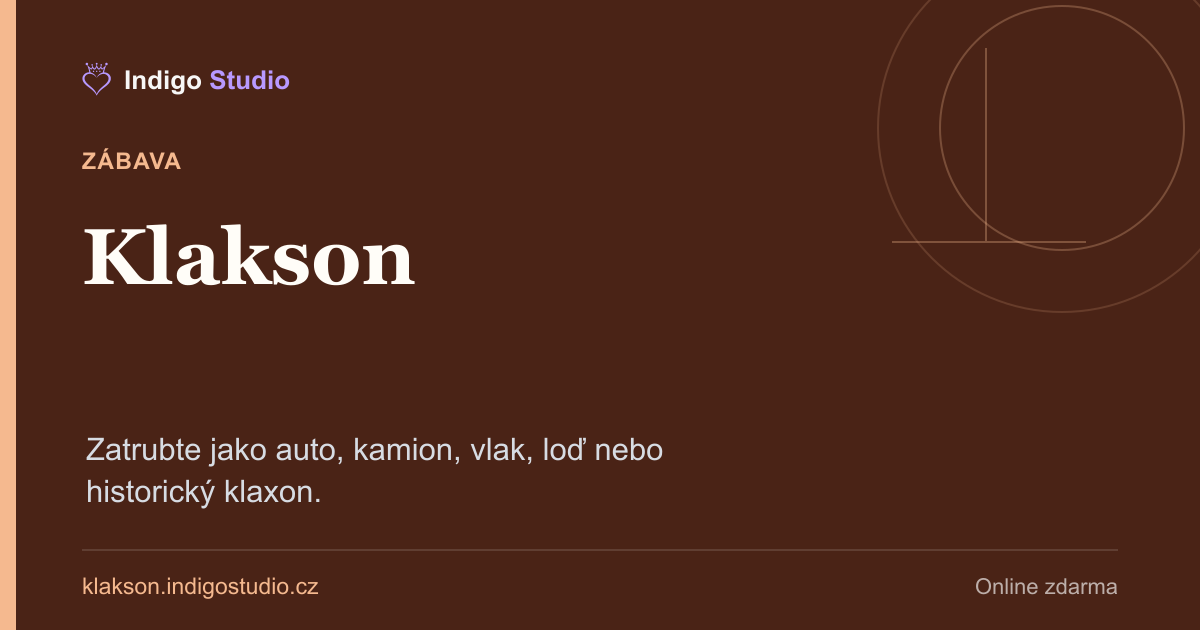 Indigo Studio
ZÁBAVA
Klakson
Zatrubte jako auto, kamion, vlak, loď nebo
historický klaxon.
klakson.indigostudio.cz
Online zdarma